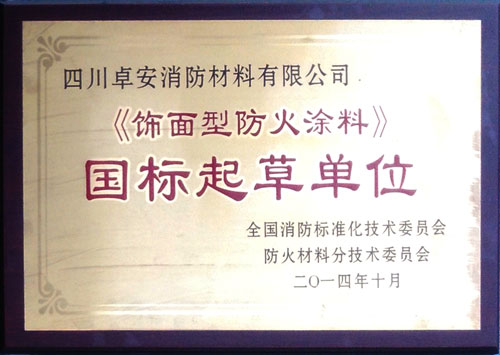 四川卓安消防材料有限公司
《饰面型防火涂料》
国标起草单位
全国消防标准化技术委员会
防火材料分技术委员会
二〇一四年十月